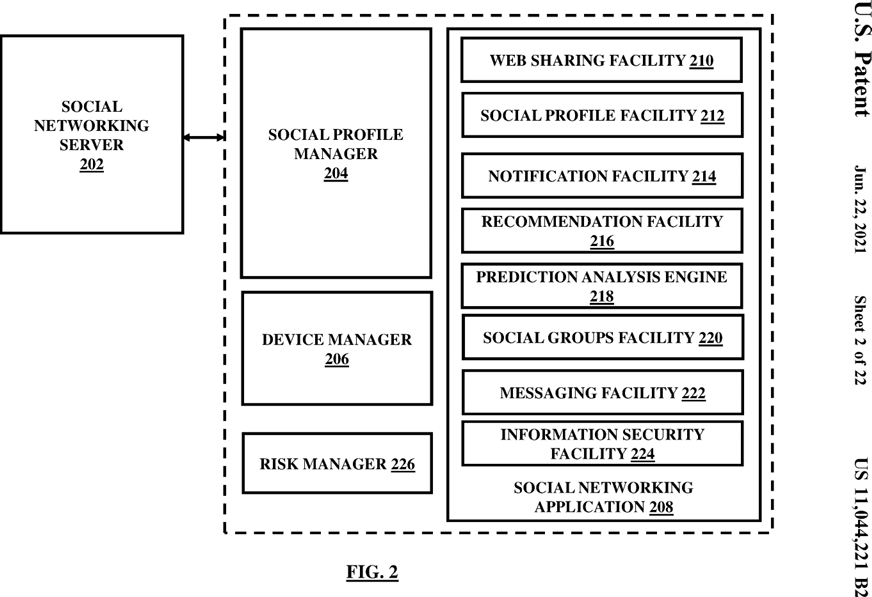 U.S. Patent
Jun. 22, 2021
Sheet 2 of 22
US 11,044,221 B2
SOCIAL
NETWORKING
SERVER
202
SOCIAL PROFILE
MANAGER
204
DEVICE MANAGER
206
RISK MANAGER 226
WEB SHARING FACILITY 210
SOCIAL PROFILE FACILITY 212
NOTIFICATION FACILITY 214
RECOMMENDATION FACILITY
216
PREDICTION ANALYSIS ENGINE
218
SOCIAL GROUPS FACILITY 220
MESSAGING FACILITY 222
INFORMATION SECURITY
FACILITY 224
SOCIAL NETWORKING
APPLICATION 208
FIG. 2